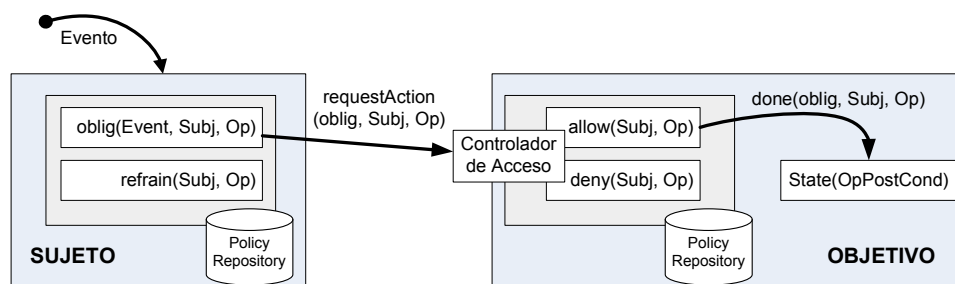 Evento
requestAction
(oblig, Subj, Op)
done(oblig, Subj, Op)
oblig(Event, Subj, Op)
allow(Subj, Op)
Controlador
de Acceso
refrain(Subj, Op)
deny(Subj, Op)
State(OpPostCond)
Policy
Repository
SUJETO
Policy
Repository
OBJETIVO